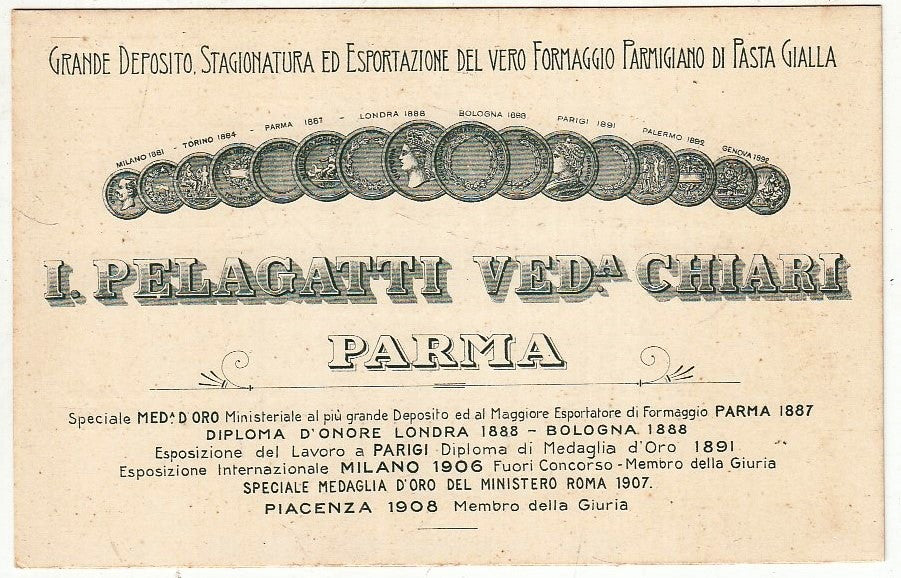 GRANDE DEPOSITO, STAGIONATURA ED ESPORTAZIONE DEL VERO FORMAGGIO PARMIGIANO DI PASTA GIALLA
MILANO 1881 - TORINO 1884 - PARMA 1887 - LONDRA 1888 BOLOGNA 1888 PARIGI 1891 PALERMO 1892 GENOVA 1892
I. PELAGATTI VED.A CHIARI
PARMA
Speciale MED.A D'ORO Ministeriale al più grande Deposito ed al Maggiore Esportatore di Formaggio PARMA 1887
DIPLOMA D'ONORE LONDRA 1888 - BOLOGNA 1888
Esposizione del Lavoro a PARIGI Diploma di Medaglia d'Oro 1891
Esposizione Internazionale MILANO 1906 Fuori Concorso - Membro della Giuria
SPECIALE MEDAGLIA D'ORO DEL MINISTERO ROMA 1907.
PIACENZA 1908 Membro della Giuria